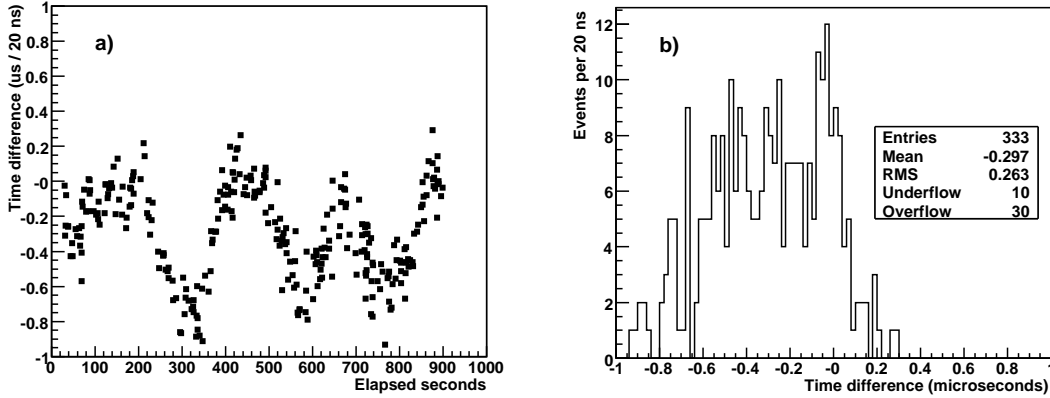 a)
Time difference (us / 20 ns)
1
0.8
0.6
0.4
0.2
-0
-0.2
-0.4
-0.6
-0.8
-1
0 100 200 300 400 500 600 700 800 900 1000
Elapsed seconds
b)
Events per 20 ns
12
10
8
6
4
2
0
Entries 333
Mean -0.297
RMS 0.263
Underflow 10
Overflow 30
-1 -0.8 -0.6 -0.4 -0.2 -0 0.2 0.4 0.6 0.8 1
Time difference (microseconds)